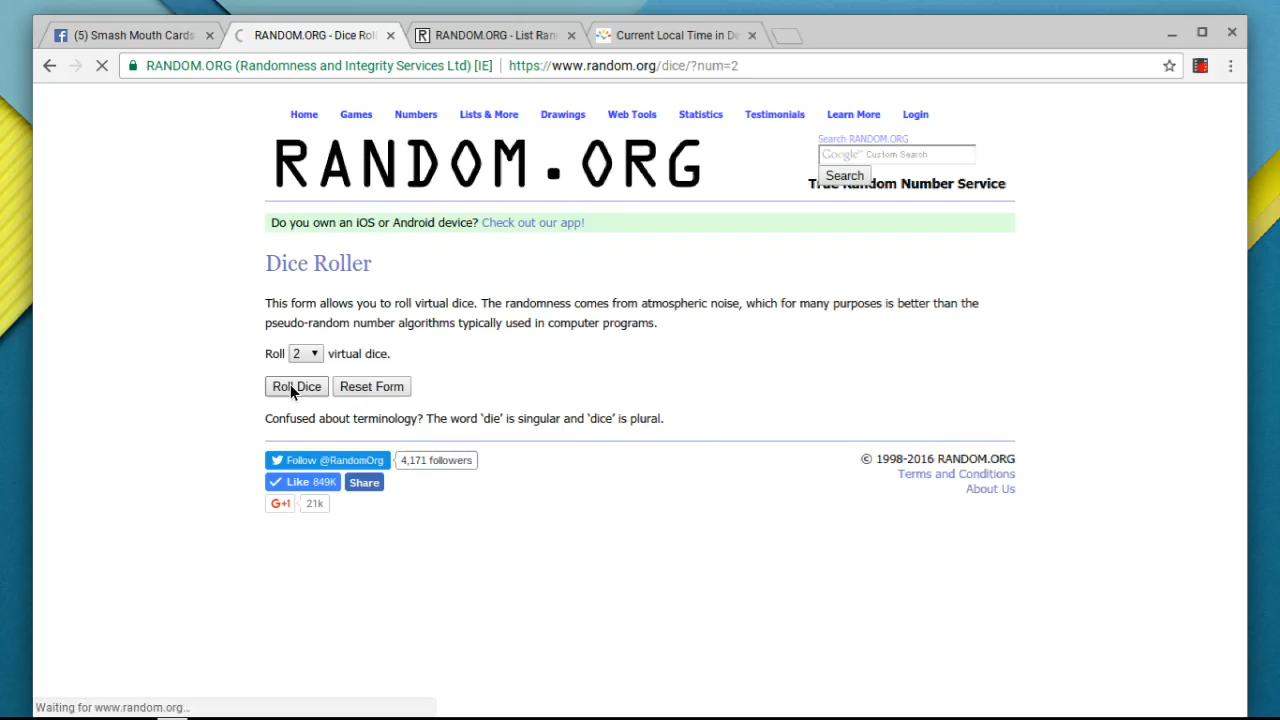 (5) Smash Mouth Cards
RANDOM.ORG - Dice Roll
RANDOM.ORG - List Ran
Current Local Time in De
RANDOM.ORG (Randomness and Integrity Services Ltd) [IE]
https://www.random.org/dice/?num=2
Home Games Numbers Lists & More Drawings Web Tools Statistics Testimonials Learn More Login
Search RANDOM.ORG
RANDOM.ORG
Google™ Custom Search
Search
True Random Number Service
Do you own an iOS or Android device? Check out our app!
Dice Roller
This form allows you to roll virtual dice. The randomness comes from atmospheric noise, which for many purposes is better than the
pseudo-random number algorithms typically used in computer programs.
Roll 2 virtual dice.
Roll Dice Reset Form
Confused about terminology? The word ‘die’ is singular and ‘dice’ is plural.
Follow @RandomOrg 4,171 followers
Like 849K Share
G+1 21k
© 1998-2016 RANDOM.ORG
Terms and Conditions
About Us
Waiting for www.random.org...